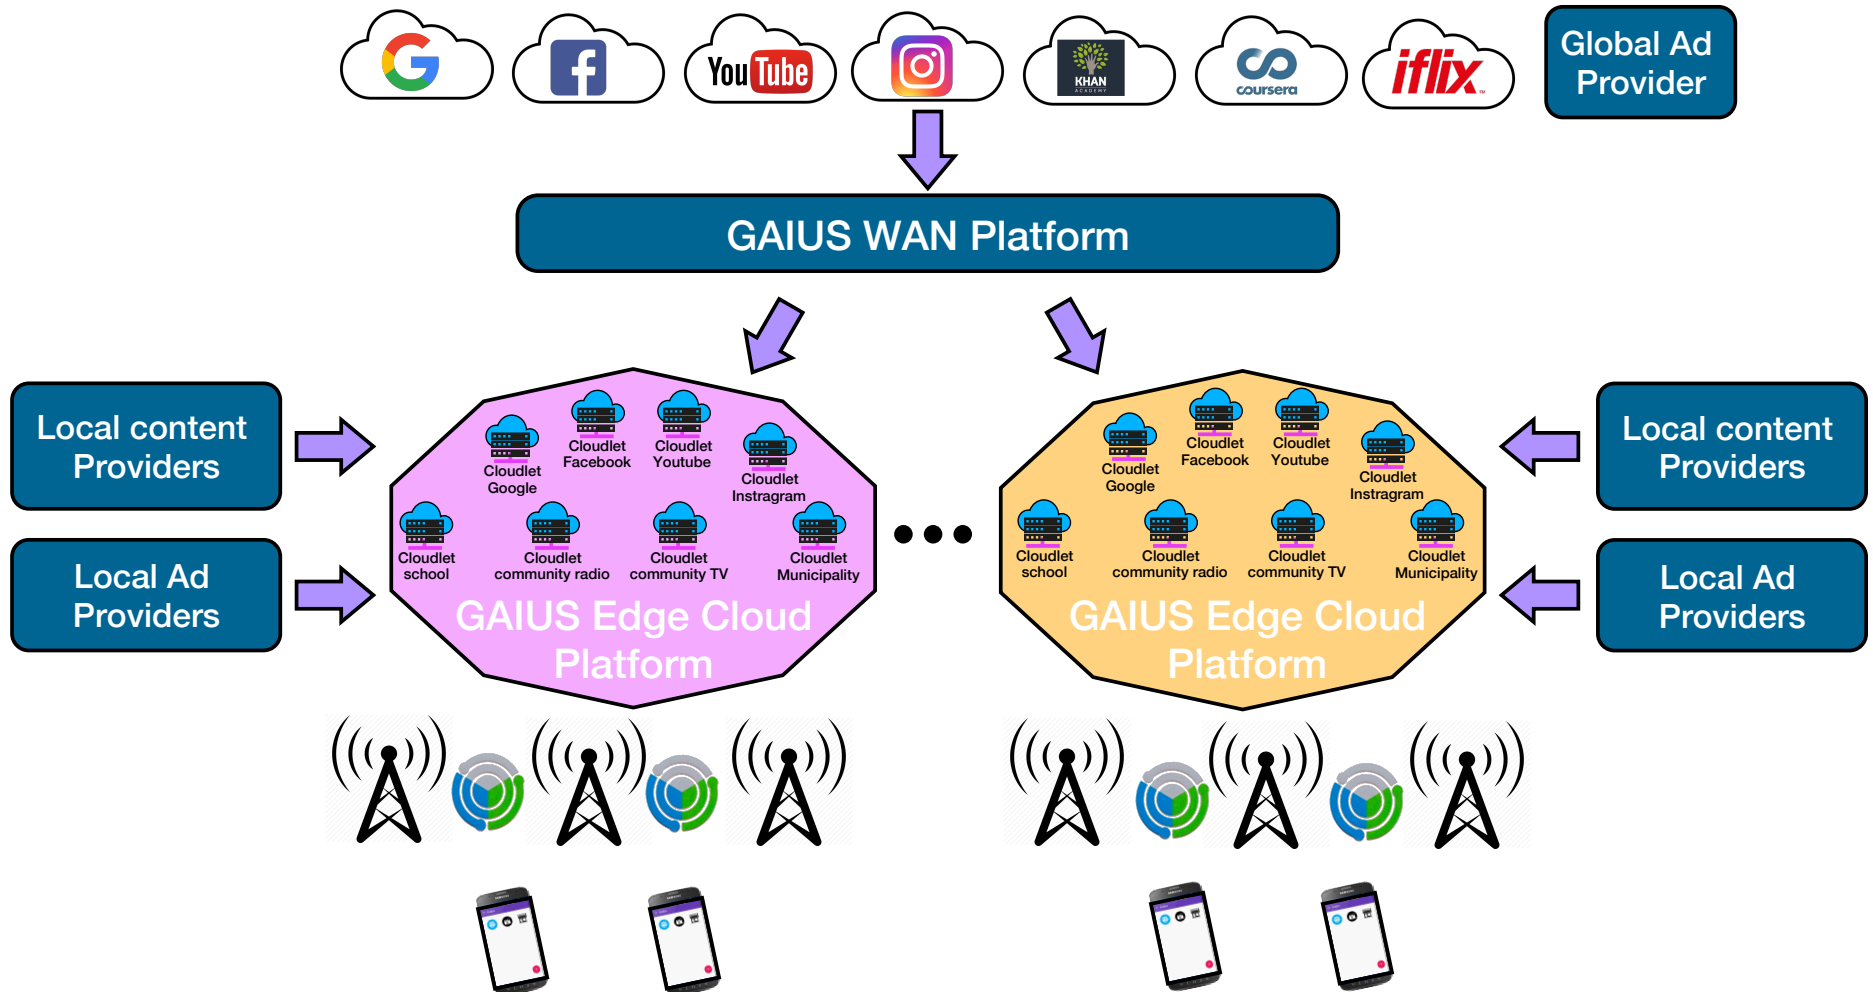 G
f
YouTube
KHAN
ACADEMY
coursera
iflix
Global Ad
Provider
GAIUS WAN Platform
Local content
Providers
Local Ad
Providers
Cloudlet
Google
Cloudlet
Facebook
Cloudlet
Youtube
Cloudlet
Instragram
Cloudlet
school
Cloudlet
community radio
Cloudlet
community TV
Cloudlet
Municipality
GAIUS Edge Cloud
Platform
Cloudlet
Google
Cloudlet
Facebook
Cloudlet
Youtube
Cloudlet
Instragram
Cloudlet
school
Cloudlet
community radio
Cloudlet
community TV
Cloudlet
Municipality
GAIUS Edge Cloud
Platform
Local content
Providers
Local Ad
Providers